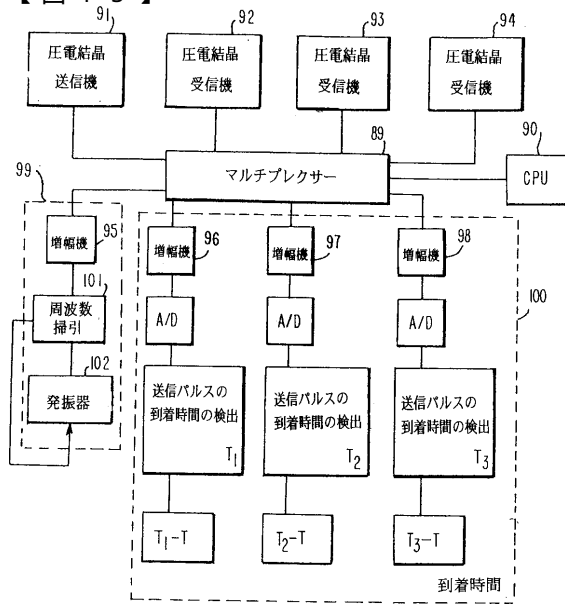 91
圧電結晶
送信機
92
圧電結晶
受信機
93
圧電結晶
受信機
94
圧電結晶
受信機
89
マルチプレクサー
90
CPU
99
増幅機
95
101
周波数
掃引
102
発振器
増幅機
96
増幅機
97
増幅機
98
100
A/D
A/D
A/D
送信パルスの
到着時間の検出
T1
送信パルスの
到着時間の検出
T2
送信パルスの
到着時間の検出
T3
T1-T
T2-T
T3-T
到着時間